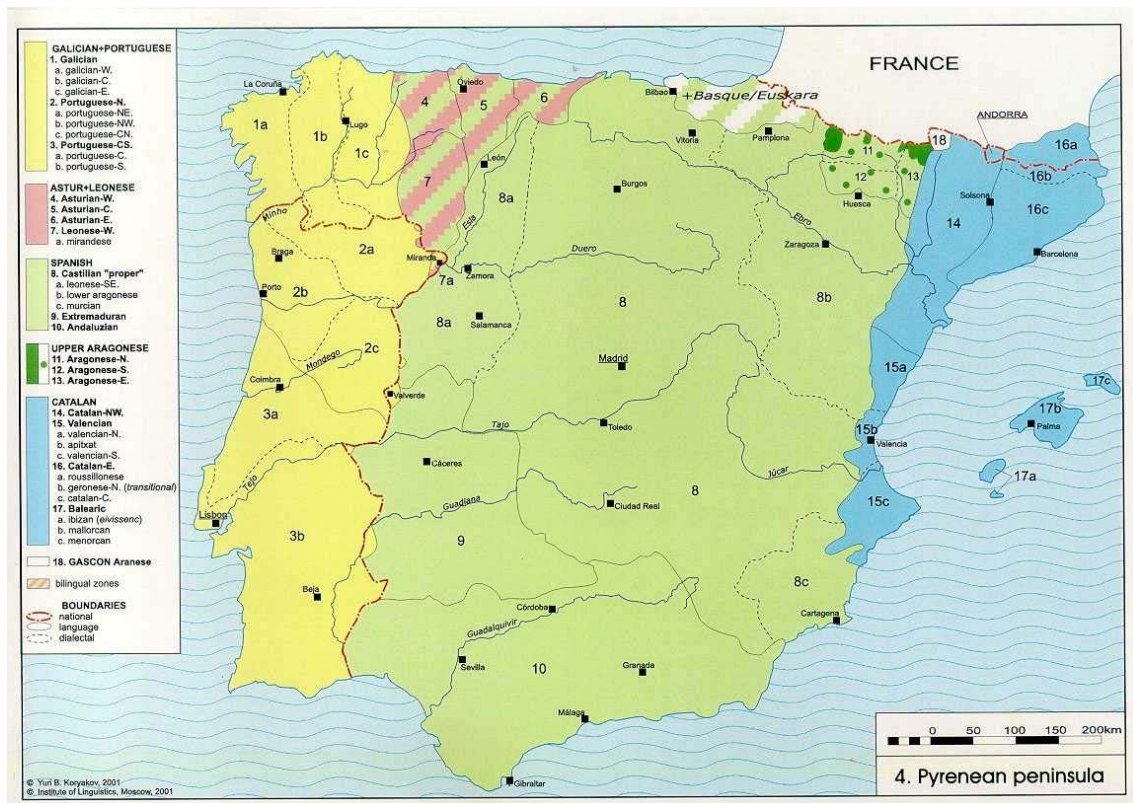 GALICIAN+PORTUGUESE
1. Galician
a. galician-W.
b. galician-C.
c. galician-E.
2. Portuguese-N.
a. portuguese-NE.
b. portuguese-NW.
c. portuguese-CN.
3. Portuguese-CS.
a. portuguese-C.
b. portuguese-S.
ASTUR+LEONESE
4. Asturian-W.
5. Asturian-C.
6. Asturian-E.
7. Leonese-W.
a. mirandese
SPANISH
8. Castilian "proper"
a. leonese-SE.
b. lower aragonese
c. murcian
9. Extremaduran
10. Andaluzian
UPPER ARAGONESE
11. Aragonese-N.
12. Aragonese-S.
13. Aragonese-E.
CATALAN
14. Catalan-NW.
15. Valencian
a. valencian-N.
b. apitxat
c. valencian-S.
16. Catalan-E.
a. roussillonese
b. geronese-N. (transitional)
c. catalan-C.
17. Balearic
a. ibizan (eivissenc)
b. mallorcan
c. menorcan
18. GASCON Aranese
bilingual zones
BOUNDARIES
national
language
dialectal
FRANCE
ANDORRA
+Basque/Euskara
La Coruña
Oviedo
Bilbao
Lugo
Vitoria
Pamplona
León
Burgos
Huesca
Solsona
Barcelona
Zaragoza
Minho
Esla
Ebro
Duero
Braga
Miranda
Zamora
Porto
Salamanca
Mondego
Madrid
Coimbra
Valverde
Tajo
Toledo
Valencia
Palma
Cáceres
Tejo
Guadiana
Júcar
Ciudad Real
Lisbon
Beja
Córdoba
Cartagena
Guadalquivir
Sevilla
Granada
Málaga
Gibraltar
1a
1b
1c
4
5
6
7
8a
11
12
13
18
14
16a
16b
16c
2a
2b
2c
7a
8a
8
8b
15a
15b
15c
17a
17b
17c
3a
3b
8
9
8c
10
0 50 100 150 200km
4. Pyrenean peninsula
© Yuri B. Koryakov, 2001
© Institute of Linguistics, Moscow, 2001